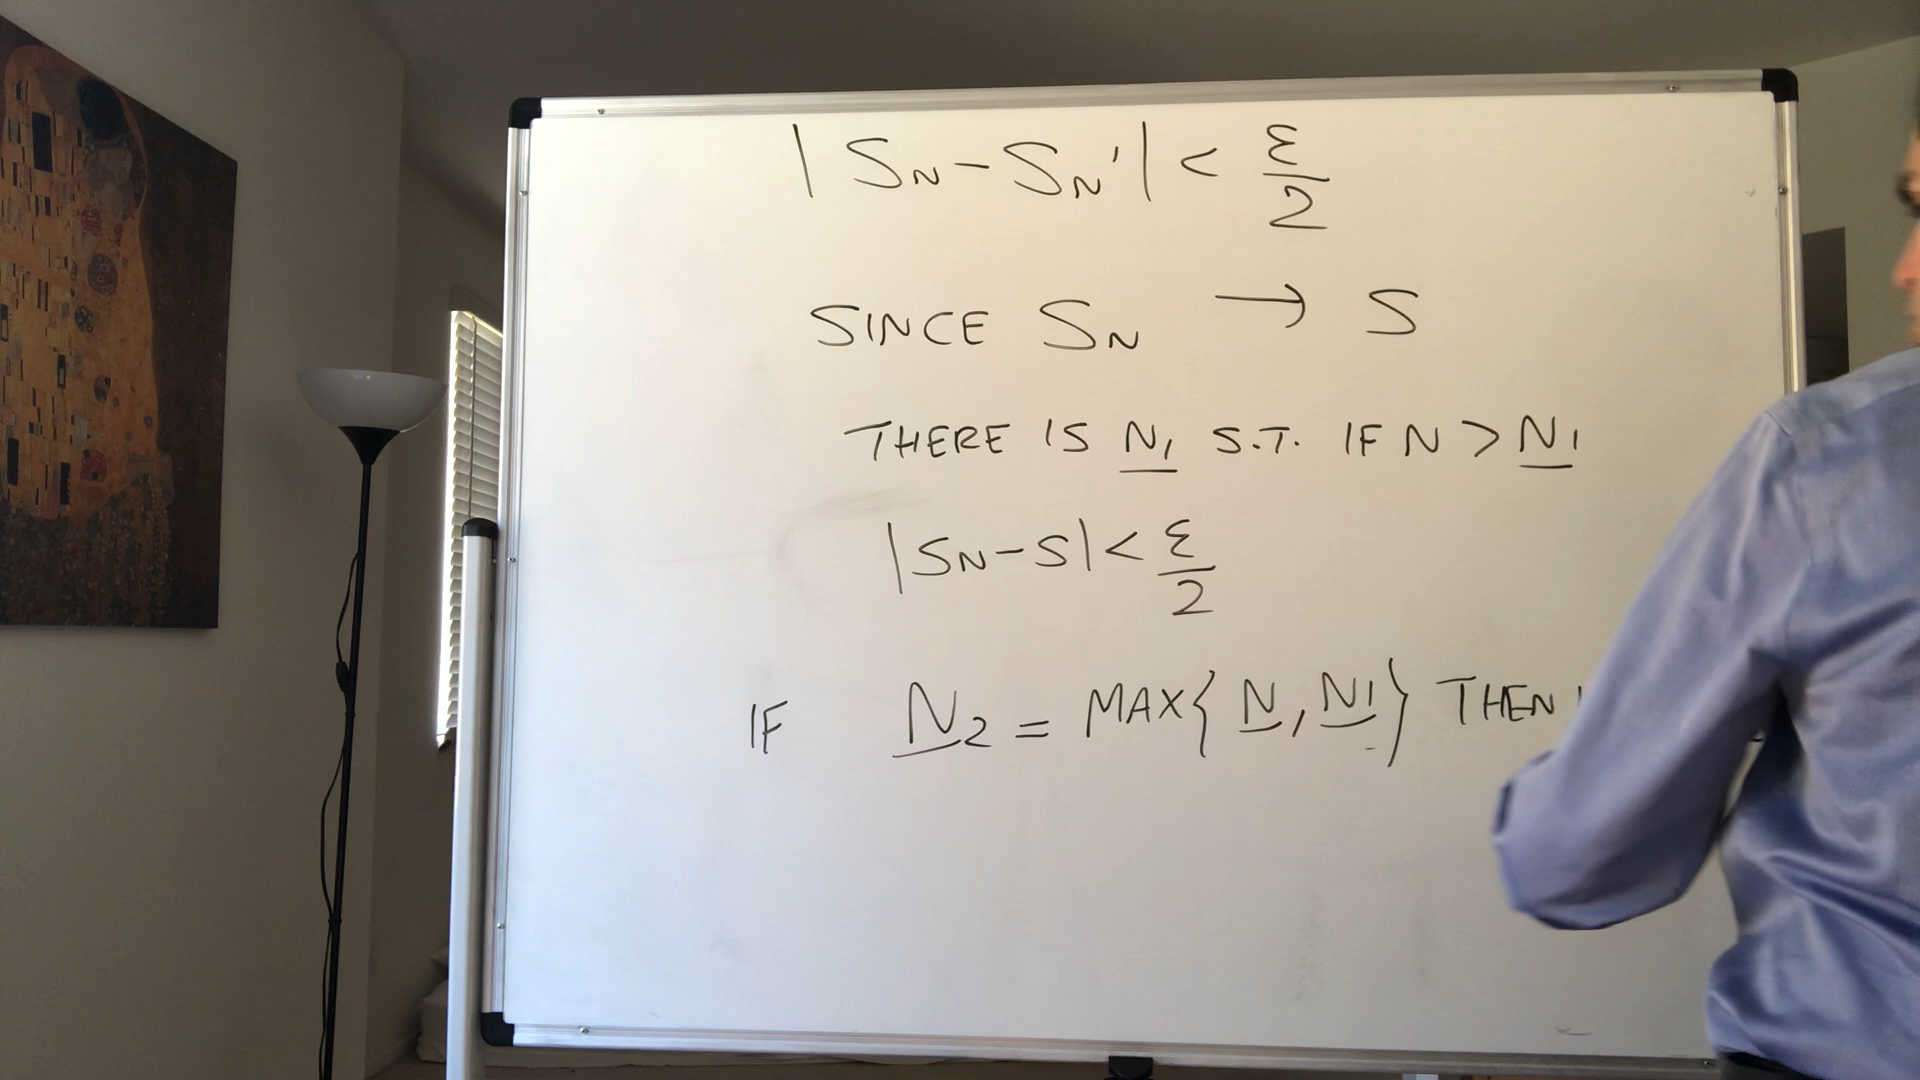 | SN - SN' | < ε/2
SINCE SN → S
THERE IS N1 S.T. IF N > N1
|SN - S| < ε/2
IF N2 = MAX{N, N1} THEN